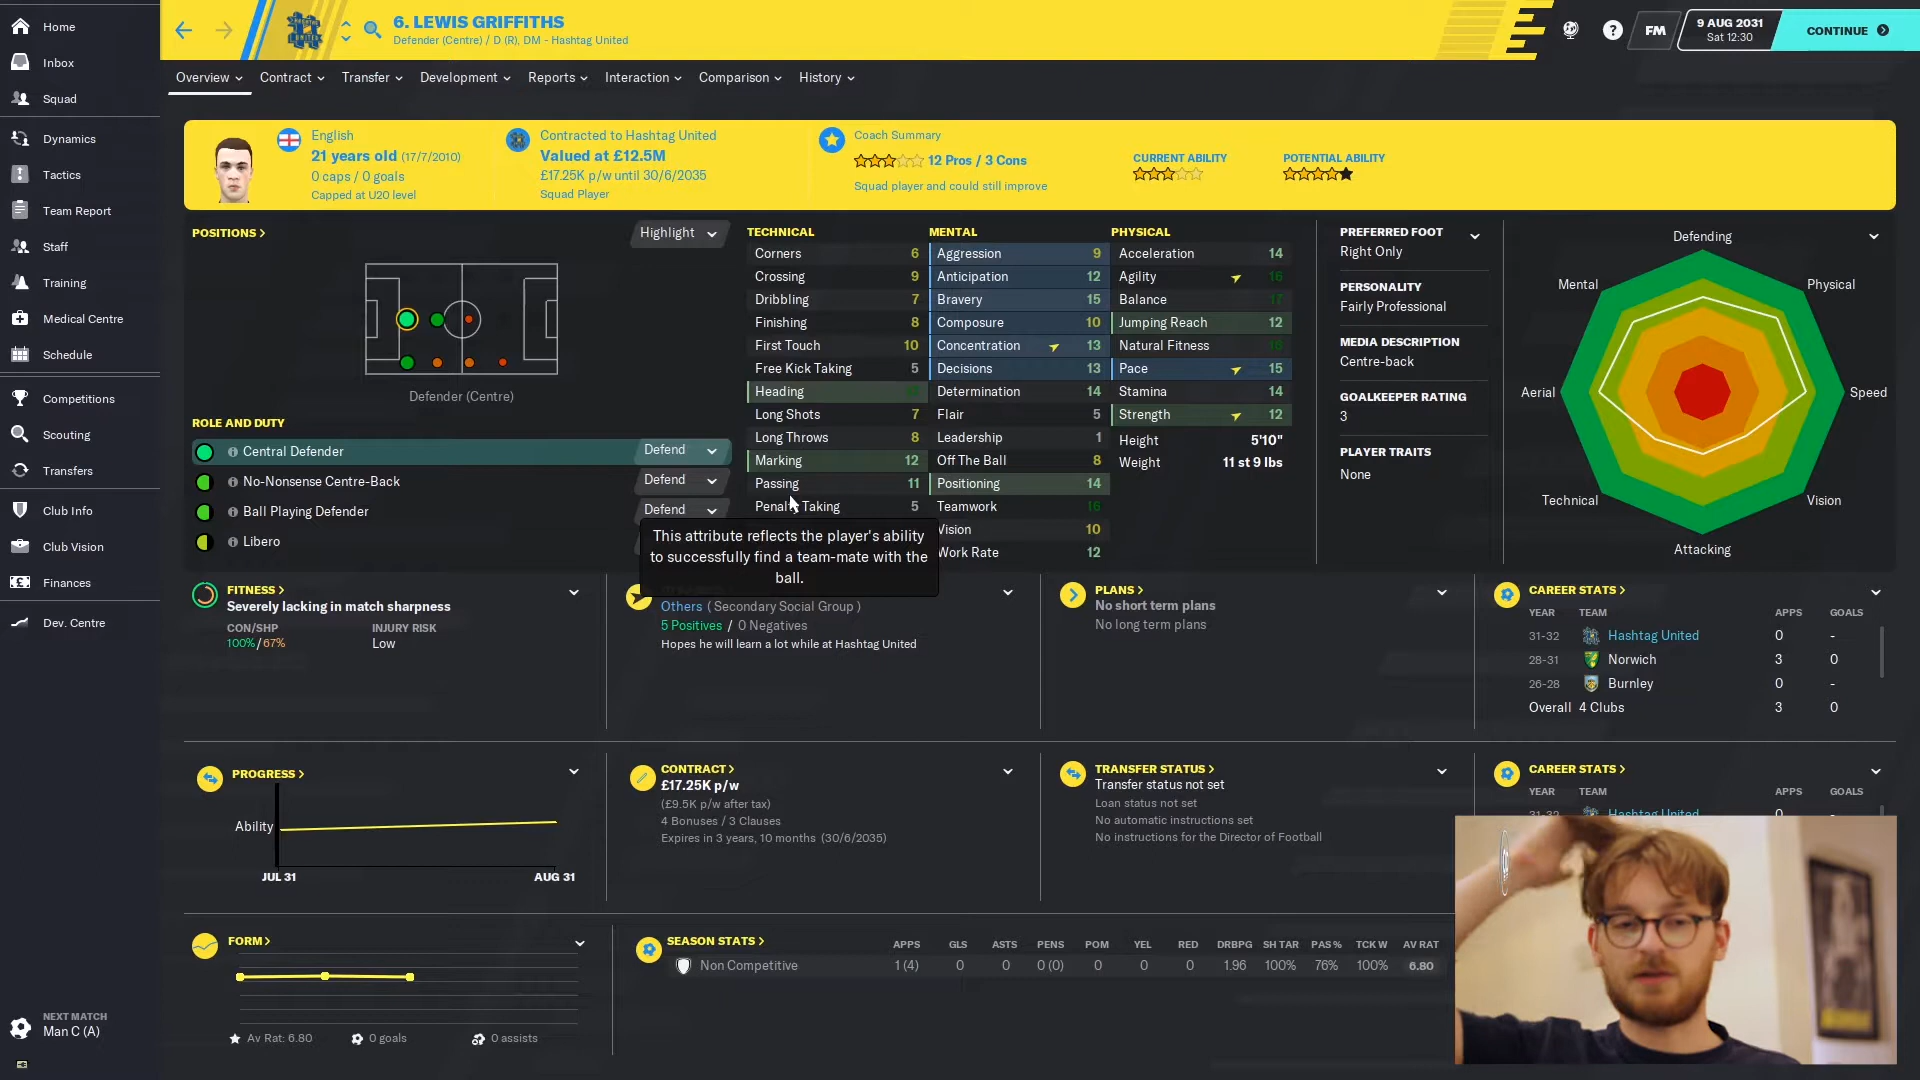 Home
Inbox
Squad
Dynamics
Tactics
Team Report
Staff
Training
Medical Centre
Schedule
Competitions
Scouting
Transfers
Club Info
Club Vision
Finances
Dev. Centre
NEXT MATCH
Man C (A)
6. LEWIS GRIFFITHS
Defender (Centre) / D (R), DM - Hashtag United
FM
9 AUG 2031
Sat 12:30
CONTINUE
Overview Contract Transfer Development Reports Interaction Comparison History
English
21 years old (17/7/2010)
0 caps / 0 goals
Capped at U20 level
Contracted to Hashtag United
Valued at £12.5M
£17.25K p/w until 30/6/2035
Squad Player
Coach Summary
12 Pros / 3 Cons
Squad player and could still improve
CURRENT ABILITY
POTENTIAL ABILITY
POSITIONS >
Highlight
Defender (Centre)
ROLE AND DUTY
Central Defender Defend
No-Nonsense Centre-Back Defend
Ball Playing Defender Defend
Libero
TECHNICAL
Corners 6
Crossing 9
Dribbling 7
Finishing 8
First Touch 10
Free Kick Taking 5
Heading
Long Shots 7
Long Throws 8
Marking 12
Passing 11
Penalty Taking 5
This attribute reflects the player's ability
to successfully find a team-mate with the
ball.
MENTAL
Aggression 9
Anticipation 12
Bravery 15
Composure 10
Concentration 13
Decisions 13
Determination 14
Flair 5
Leadership 1
Off The Ball 8
Positioning 14
Teamwork 16
Vision 10
Work Rate 12
PHYSICAL
Acceleration 14
Agility 16
Balance 17
Jumping Reach 12
Natural Fitness
Pace 15
Stamina 14
Strength 12
Height 5'10"
Weight 11 st 9 lbs
PREFERRED FOOT
Right Only
PERSONALITY
Fairly Professional
MEDIA DESCRIPTION
Centre-back
GOALKEEPER RATING
3
PLAYER TRAITS
None
Defending
Physical
Speed
Vision
Attacking
Technical
Aerial
Mental
FITNESS >
Severely lacking in match sharpness
CON/SHP INJURY RISK
100%/67% Low
Others ( Secondary Social Group )
5 Positives / 0 Negatives
Hopes he will learn a lot while at Hashtag United
PLANS >
No short term plans
No long term plans
CAREER STATS >
YEAR TEAM APPS GOALS
31-32 Hashtag United 0 -
28-31 Norwich 3 0
26-28 Burnley 0 -
Overall 4 Clubs 3 0
PROGRESS >
Ability
JUL 31 AUG 31
CONTRACT >
£17.25K p/w
(£9.5K p/w after tax)
4 Bonuses / 3 Clauses
Expires in 3 years, 10 months (30/6/2035)
TRANSFER STATUS >
Transfer status not set
Loan status not set
No automatic instructions set
No instructions for the Director of Football
CAREER STATS >
YEAR TEAM APPS GOALS
31-32 Hashtag United 0 -
FORM >
Av Rat: 6.80 0 goals 0 assists
SEASON STATS > APPS GLS ASTS PENS POM YEL RED DRBPG SH TAR PAS % TCK W AV RAT
Non Competitive 1 (4) 0 0 0 (0) 0 0 0 1.96 100% 76% 100% 6.80